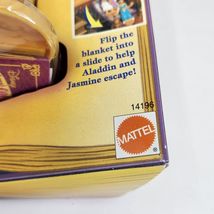 Flip the
blanket into
a slide to help
Aladdin and
Jasmine escape!
14196
MATTEL
®